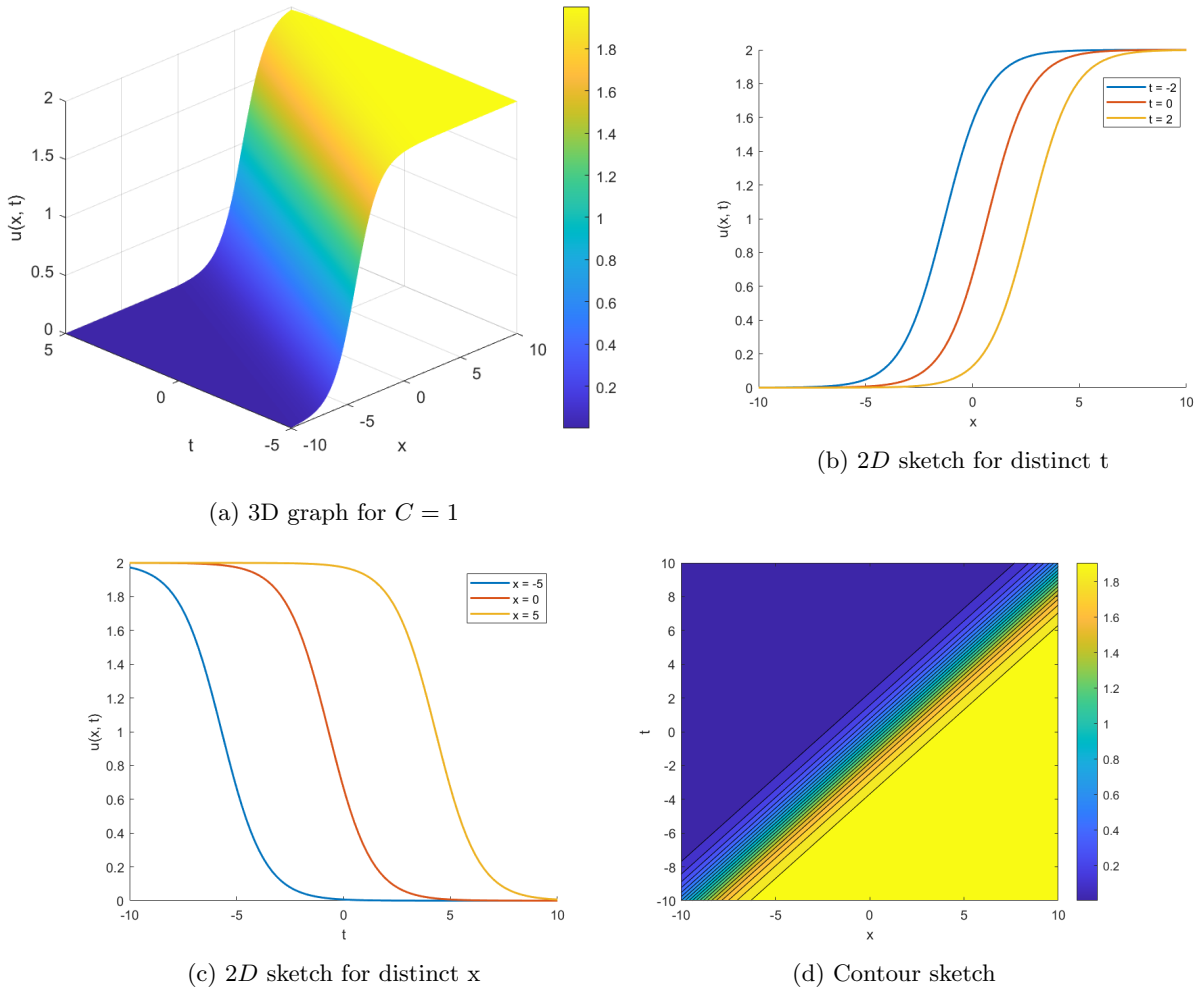 2
1.5
1
0.5
0
u(x, t)
5
0
-5
t
-10
-5
0
5
10
x
1.8
1.6
1.4
1.2
1
0.8
0.6
0.4
0.2
(a) 3D graph for C = 1
2
1.8
1.6
1.4
1.2
1
0.8
0.6
0.4
0.2
0
u(x, t)
t = -2
t = 0
t = 2
-10 -5 0 5 10
x
(b) 2D sketch for distinct t
2
1.8
1.6
1.4
1.2
1
0.8
0.6
0.4
0.2
0
u(x, t)
x = -5
x = 0
x = 5
-10 -5 0 5 10
t
(c) 2D sketch for distinct x
10
8
6
4
2
0
-2
-4
-6
-8
-10
t
-10 -5 0 5 10
x
1.8
1.6
1.4
1.2
1
0.8
0.6
0.4
0.2
(d) Contour sketch